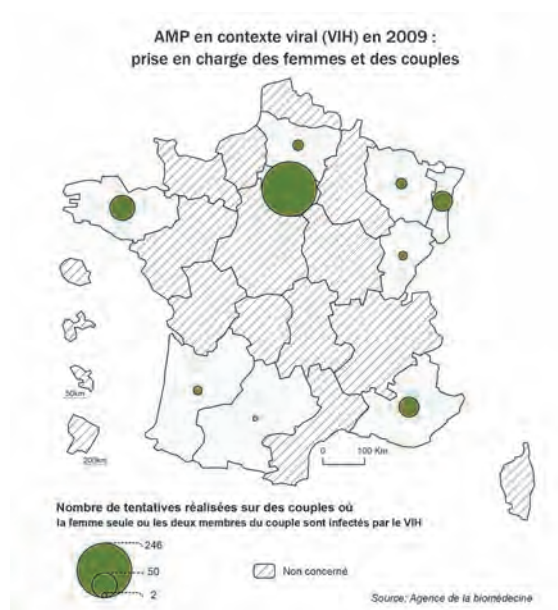 AMP en contexte viral (VIH) en 2009 :
prise en charge des femmes et des couples
50km
200km
0 100 Km
Nombre de tentatives réalisées sur des couples où
la femme seule ou les deux membres du couple sont infectés par le VIH
246
50
2
Non concerné
Source: Agence de la biomédecine